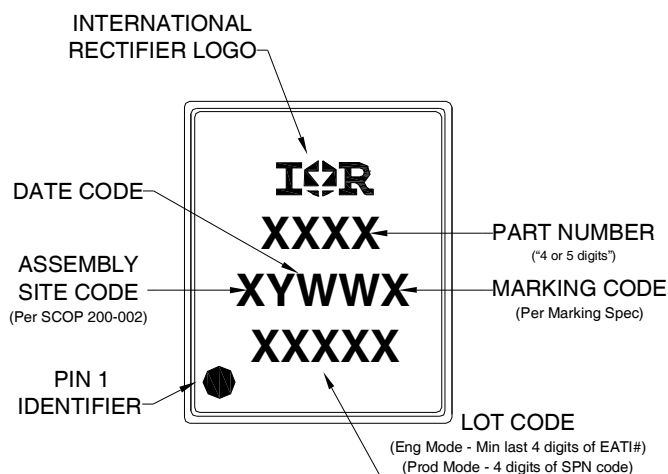 INTERNATIONAL
RECTIFIER LOGO
IOR
DATE CODE
XXXX
PART NUMBER
("4 or 5 digits")
ASSEMBLY
SITE CODE
(Per SCOP 200-002)
XYWWX
MARKING CODE
(Per Marking Spec)
XXXXX
PIN 1
IDENTIFIER
LOT CODE
(Eng Mode - Min last 4 digits of EATI#)
(Prod Mode - 4 digits of SPN code)